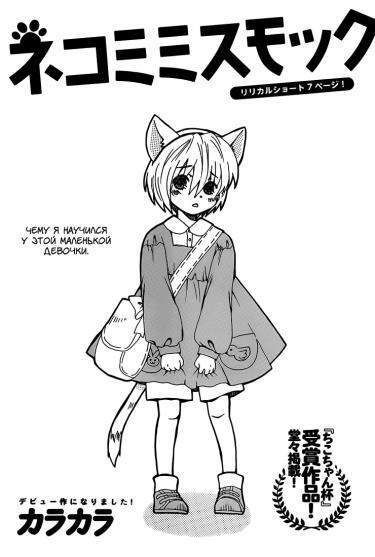 ネコミミスモック
リリカルショート7ページ!
ЧЕМУ Я НАУЧИЛСЯ
У ЭТОЙ МАЛЕНЬКОЙ
ДЕВОЧКИ.
『ちこちゃん杯』
受賞作品!
堂々掲載!
デビュー作になりました!
カラカラ